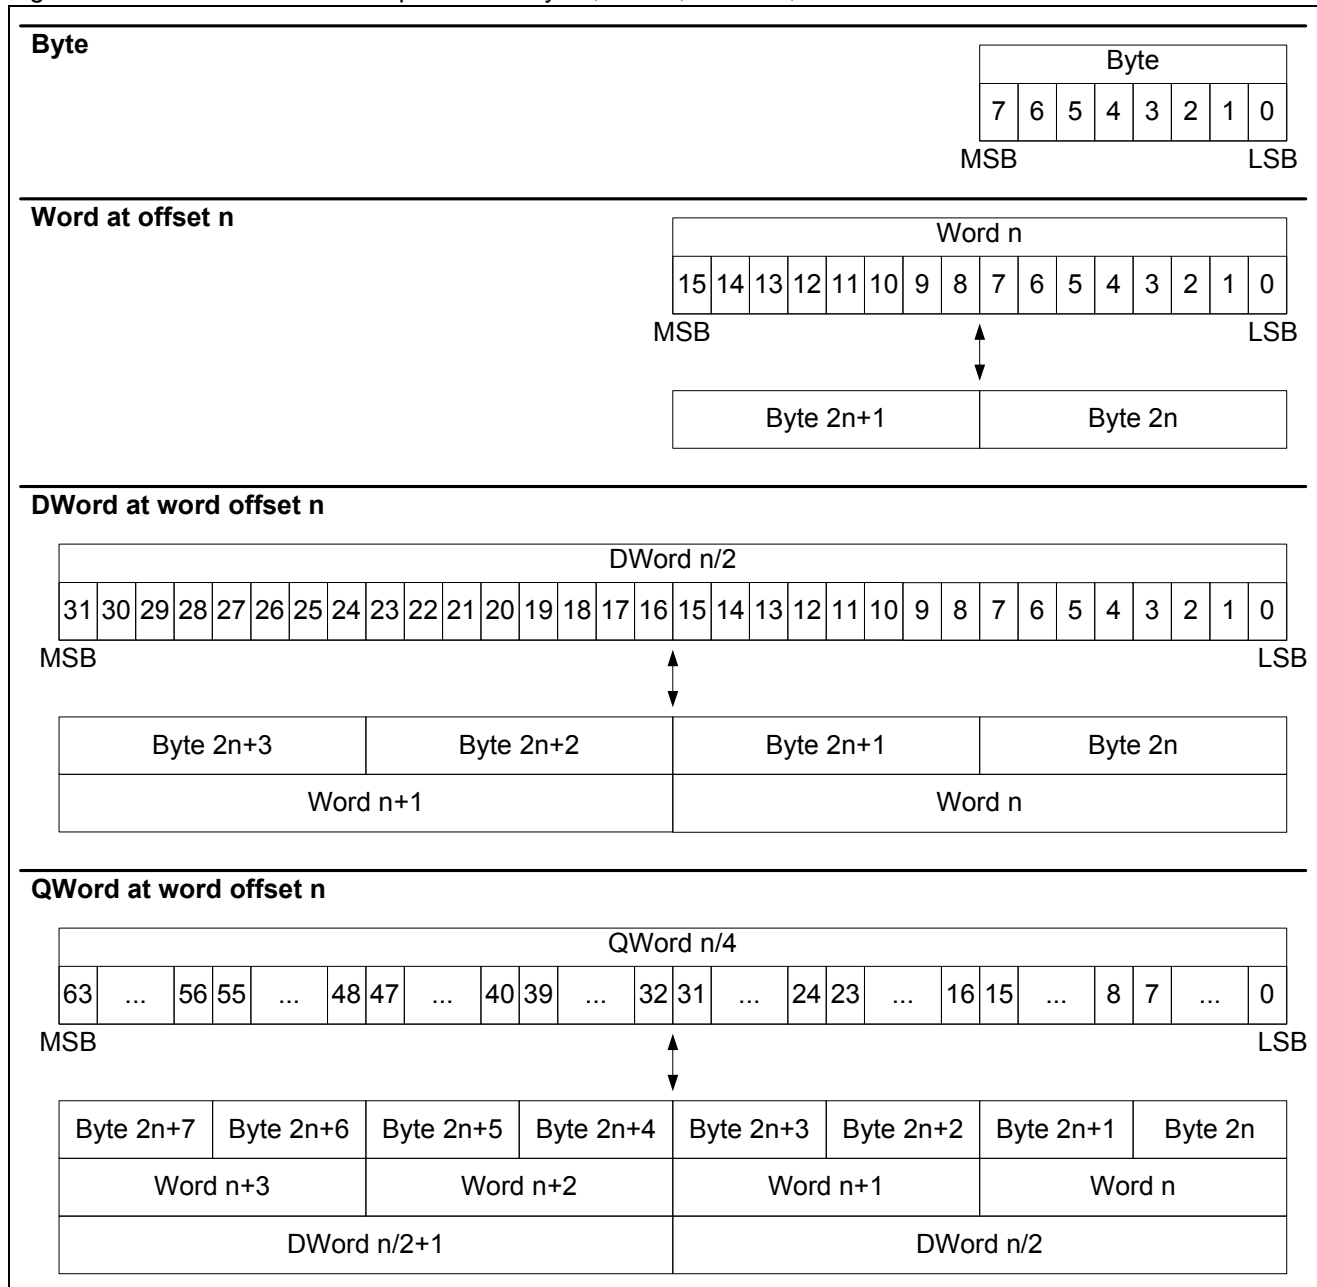 Byte
Byte
7 6 5 4 3 2 1 0
MSB LSB
Word at offset n
Word n
15 14 13 12 11 10 9 8 7 6 5 4 3 2 1 0
MSB LSB
Byte 2n+1 Byte 2n
DWord at word offset n
DWord n/2
31 30 29 28 27 26 25 24 23 22 21 20 19 18 17 16 15 14 13 12 11 10 9 8 7 6 5 4 3 2 1 0
MSB LSB
Byte 2n+3 Byte 2n+2 Byte 2n+1 Byte 2n
Word n+1 Word n
QWord at word offset n
QWord n/4
63 ... 56 55 ... 48 47 ... 40 39 ... 32 31 ... 24 23 ... 16 15 ... 8 7 ... 0
MSB LSB
Byte 2n+7 Byte 2n+6 Byte 2n+5 Byte 2n+4 Byte 2n+3 Byte 2n+2 Byte 2n+1 Byte 2n
Word n+3 Word n+2 Word n+1 Word n
DWord n/2+1 DWord n/2